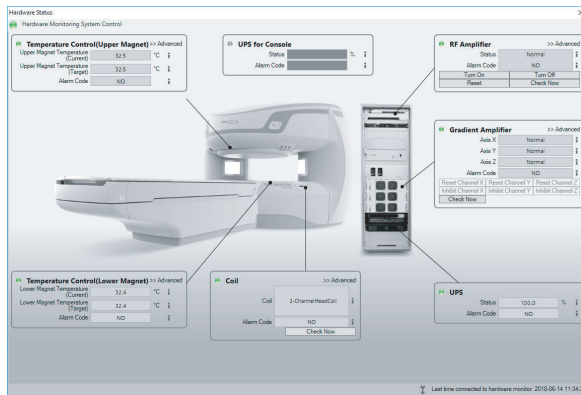 Hardware Status
Hardware Monitoring System Control
Temperature Control(Upper Magnet) >> Advanced
Upper Magnet Temperature (Current) 32.5 °C
Upper Magnet Temperature (Target) 32.5 °C
Alarm Code NO
UPS for Console
Status %
Alarm Code
RF Amplifier >> Advanced
Status Normal
Alarm Code NO
Turn On Turn Off
Reset Check Now
Gradient Amplifier >> Advanced
Axis X Normal
Axis Y Normal
Axis Z Normal
Alarm Code NO
Reset Channel X Reset Channel Y Reset Channel Z
Inhibit Channel X Inhibit Channel Y Inhibit Channel Z
Check Now
Temperature Control(Lower Magnet) >> Advanced
Lower Magnet Temperature (Current) 32.4 °C
Lower Magnet Temperature (Target) 32.4 °C
Alarm Code NO
Coil >> Advanced
Coil 2-ChannelHeadCoil
Alarm Code NO
Check Now
UPS
Status 100.0 %
Alarm Code NO
Last time connected to hardware monitor: 2018-06-14 11:34: